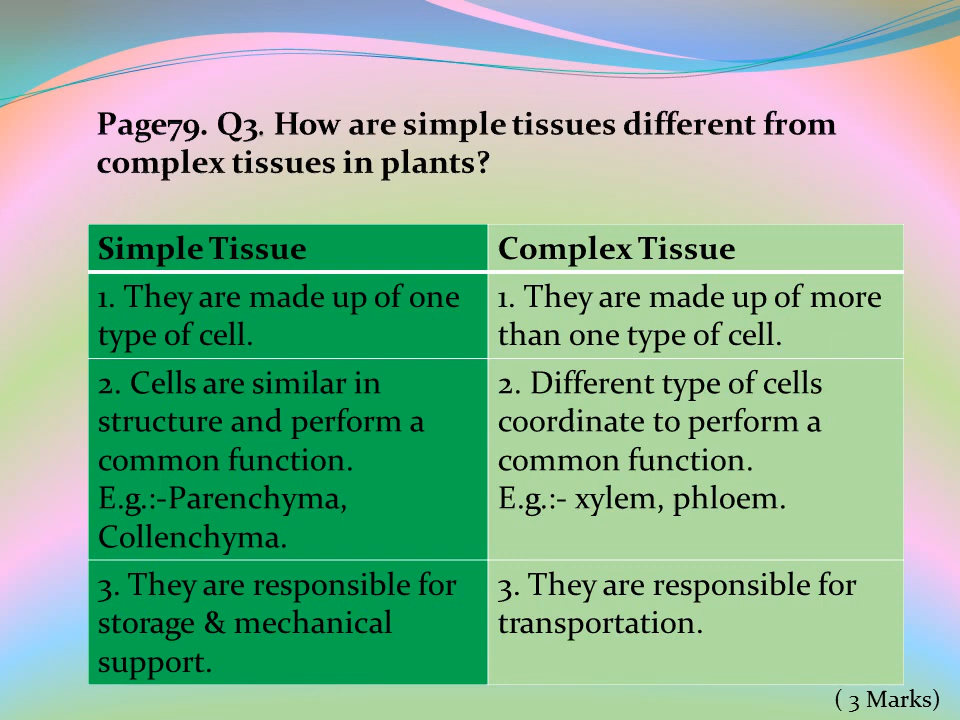 Page79. Q3. How are simple tissues different from
complex tissues in plants?
Simple Tissue
Complex Tissue
1. They are made up of one
type of cell.
1. They are made up of more
than one type of cell.
2. Cells are similar in
structure and perform a
common function.
E.g.:-Parenchyma,
Collenchyma.
2. Different type of cells
coordinate to perform a
common function.
E.g.:- xylem, phloem.
3. They are responsible for
storage & mechanical
support.
3. They are responsible for
transportation.
( 3 Marks)